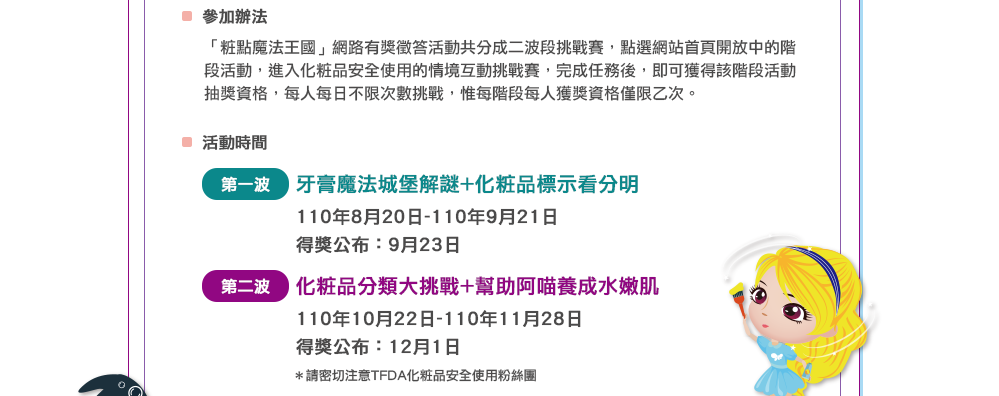 參加辦法
「粧點魔法王國」網路有獎徵答活動共分成二波段挑戰賽，點選網站首頁開放中的階
段活動，進入化粧品安全使用的情境互動挑戰賽，完成任務後，即可獲得該階段活動
抽獎資格，每人每日不限次數挑戰，惟每階段每人獲獎資格僅限乙次。
活動時間
第一波 牙膏魔法城堡解謎+化粧品標示看分明
110年8月20日-110年9月21日
得獎公布：9月23日
第二波 化粧品分類大挑戰+幫助阿喵養成水嫩肌
110年10月22日-110年11月28日
得獎公布：12月1日
＊請密切注意TFDA化粧品安全使用粉絲團